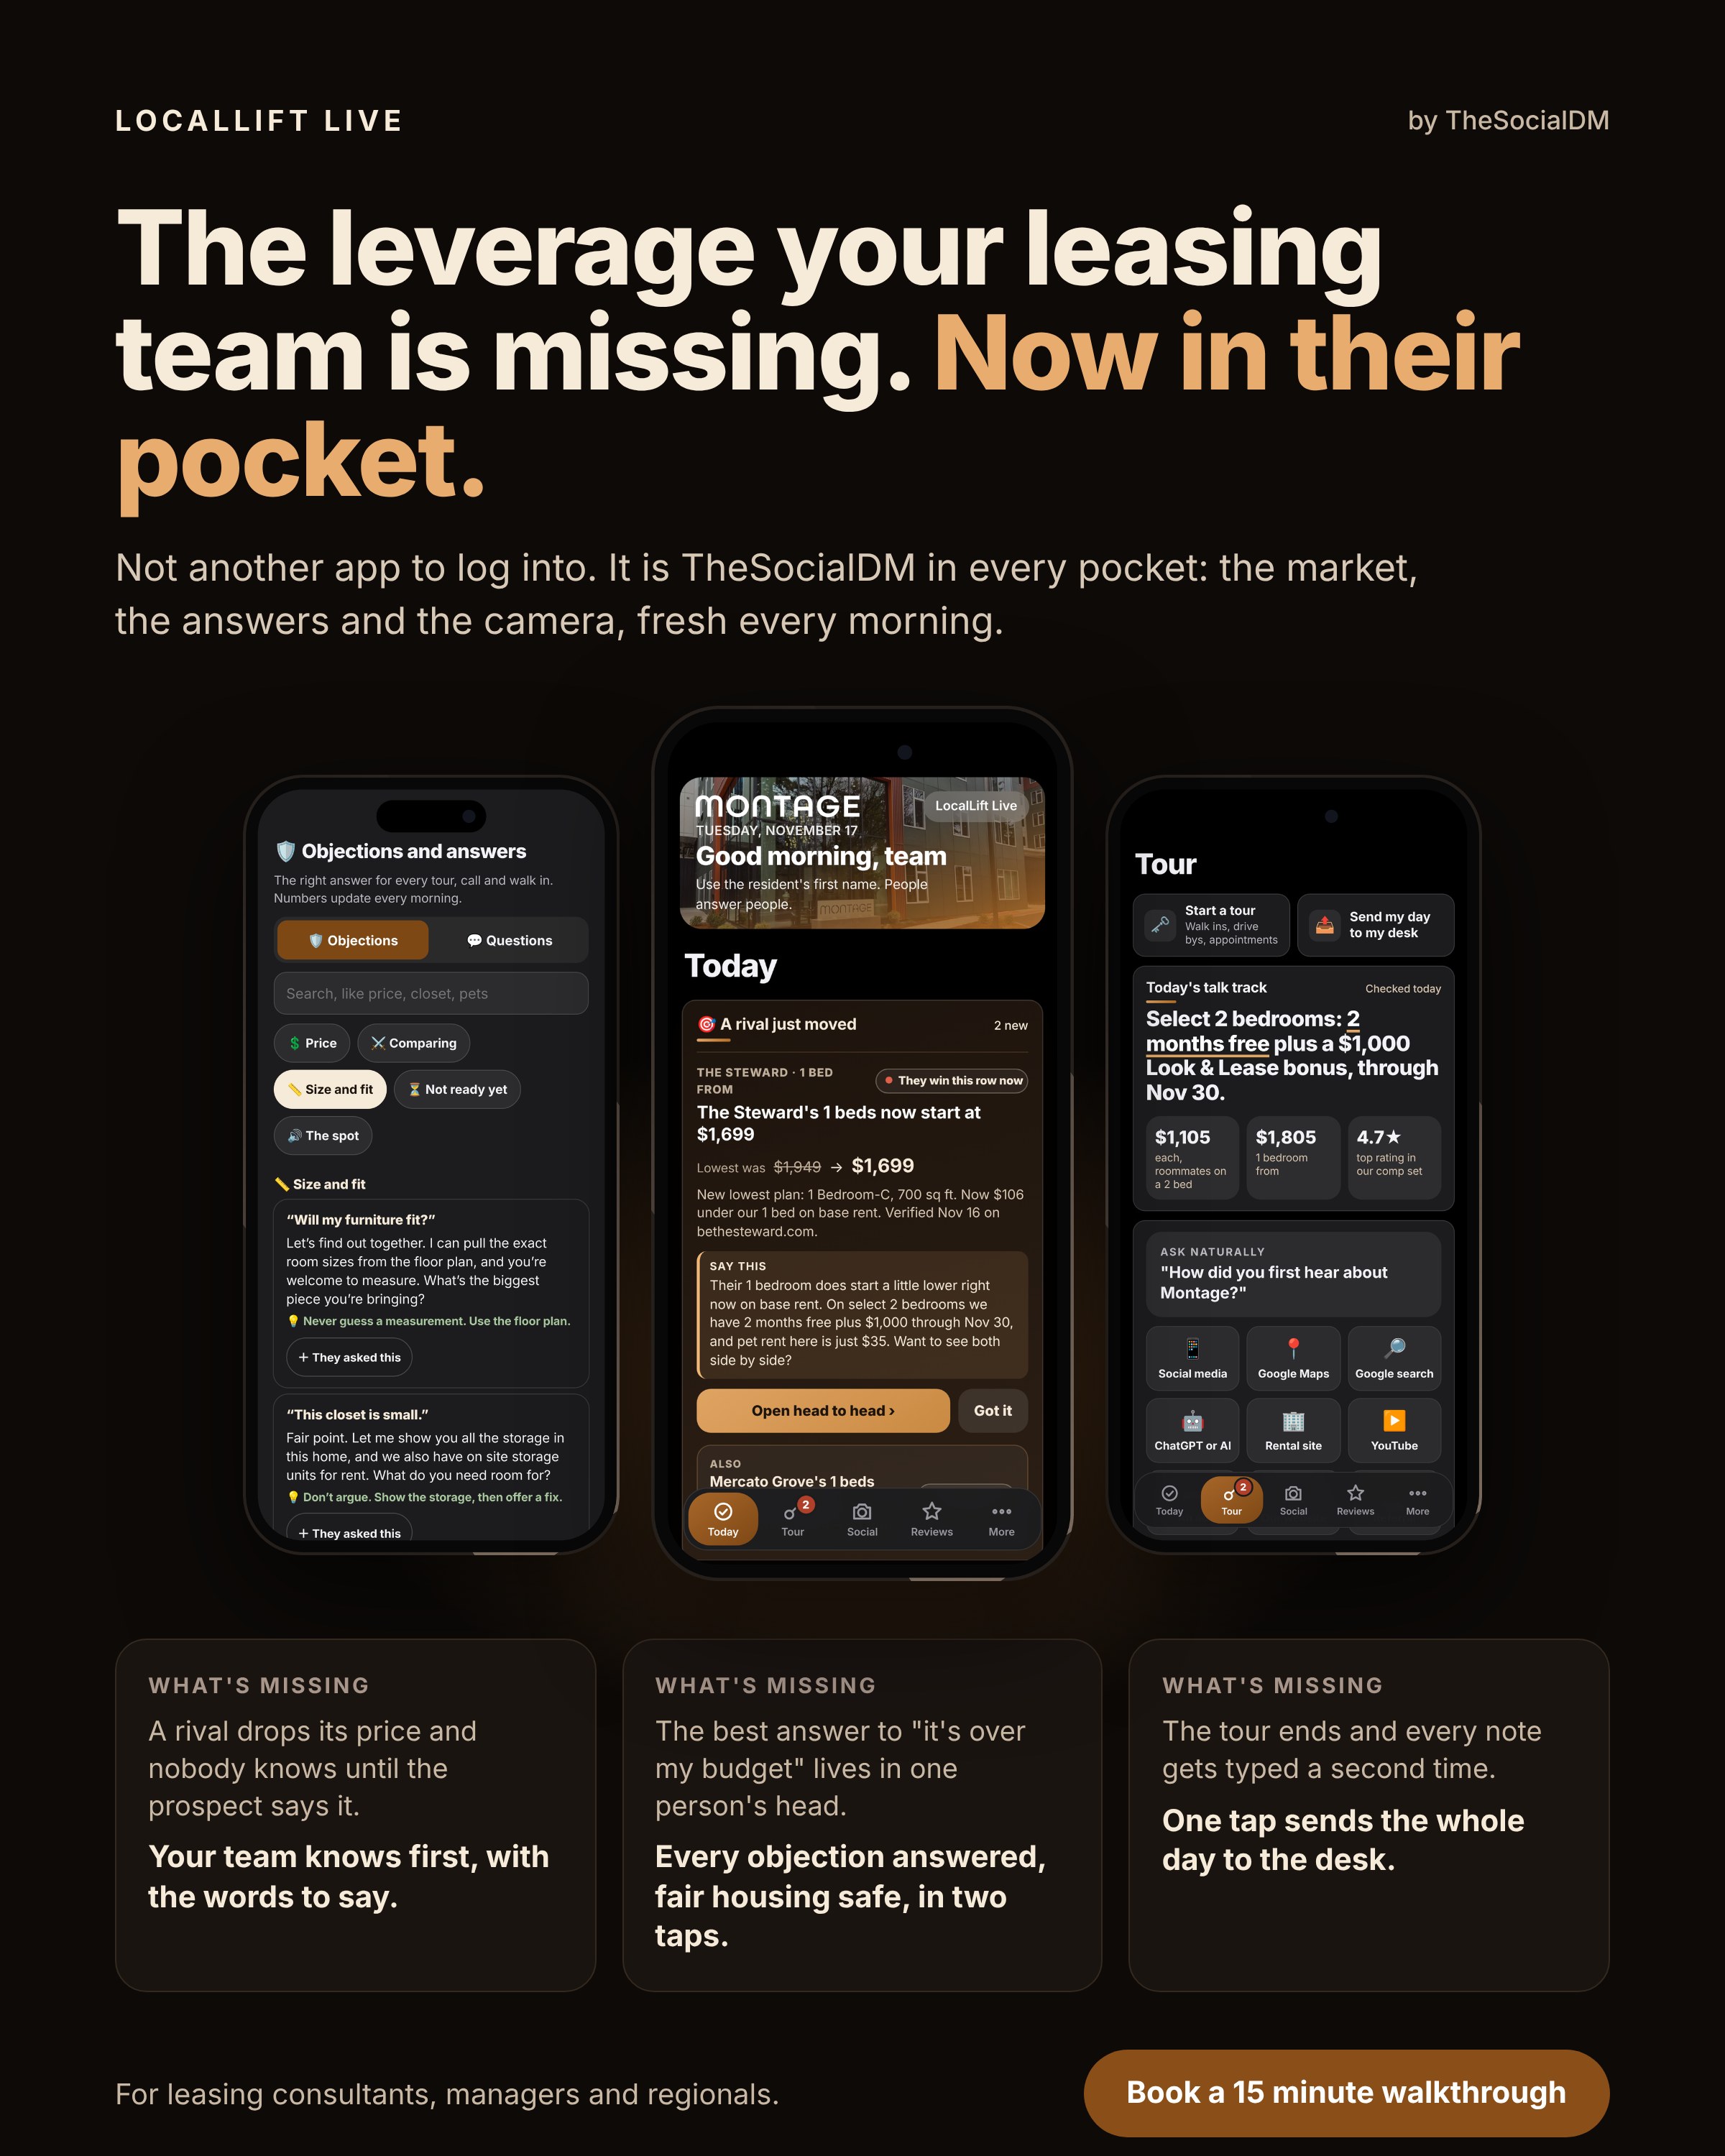 LOCALLIFT LIVE
by TheSocialDM
The leverage your leasing
team is missing. Now in their
pocket.
Not another app to log into. It is TheSocialDM in every pocket: the market,
the answers and the camera, fresh every morning.
🛡️ Objections and answers
The right answer for every tour, call and walk in.
Numbers update every morning.
🛡️ Objections
💬 Questions
Search, like price, closet, pets
💲 Price
⚔️ Comparing
📏 Size and fit
⏳ Not ready yet
🔊 The spot
📏 Size and fit
“Will my furniture fit?”
Let’s find out together. I can pull the exact
room sizes from the floor plan, and you’re
welcome to measure. What’s the biggest
piece you’re bringing?
💡 Never guess a measurement. Use the floor plan.
+ They asked this
“This closet is small.”
Fair point. Let me show you all the storage in
this home, and we also have on site storage
units for rent. What do you need room for?
💡 Don’t argue. Show the storage, then offer a fix.
+ They asked this
MONTAGE
LocalLift Live
TUESDAY, NOVEMBER 17
Good morning, team
Use the resident's first name. People
answer people.
MONTAGE
Today
🎯 A rival just moved
2 new
THE STEWARD · 1 BED
FROM
They win this row now
The Steward's 1 beds now start at
$1,699
Lowest was $1,949 → $1,699
New lowest plan: 1 Bedroom-C, 700 sq ft. Now $106
under our 1 bed on base rent. Verified Nov 16 on
bethesteward.com.
SAY THIS
Their 1 bedroom does start a little lower right
now on base rent. On select 2 bedrooms we
have 2 months free plus $1,000 through Nov 30,
and pet rent here is just $35. Want to see both
side by side?
Open head to head ›
Got it
ALSO
Mercato Grove's 1 beds
Today
2
Tour
Social
Reviews
More
Tour
Start a tour
Walk ins, drive
bys, appointments
Send my day
to my desk
Today's talk track
Checked today
Select 2 bedrooms: 2
months free plus a $1,000
Look & Lease bonus, through
Nov 30.
$1,105
each,
roommates on
a 2 bed
$1,805
1 bedroom
from
4.7★
top rating in
our comp set
ASK NATURALLY
"How did you first hear about
Montage?"
Social media
Google Maps
Google search
ChatGPT or AI
Rental site
YouTube
Today
2
Tour
Social
Reviews
More
WHAT'S MISSING
A rival drops its price and
nobody knows until the
prospect says it.
Your team knows first, with
the words to say.
WHAT'S MISSING
The best answer to "it's over
my budget" lives in one
person's head.
Every objection answered,
fair housing safe, in two
taps.
WHAT'S MISSING
The tour ends and every note
gets typed a second time.
One tap sends the whole
day to the desk.
For leasing consultants, managers and regionals.
Book a 15 minute walkthrough